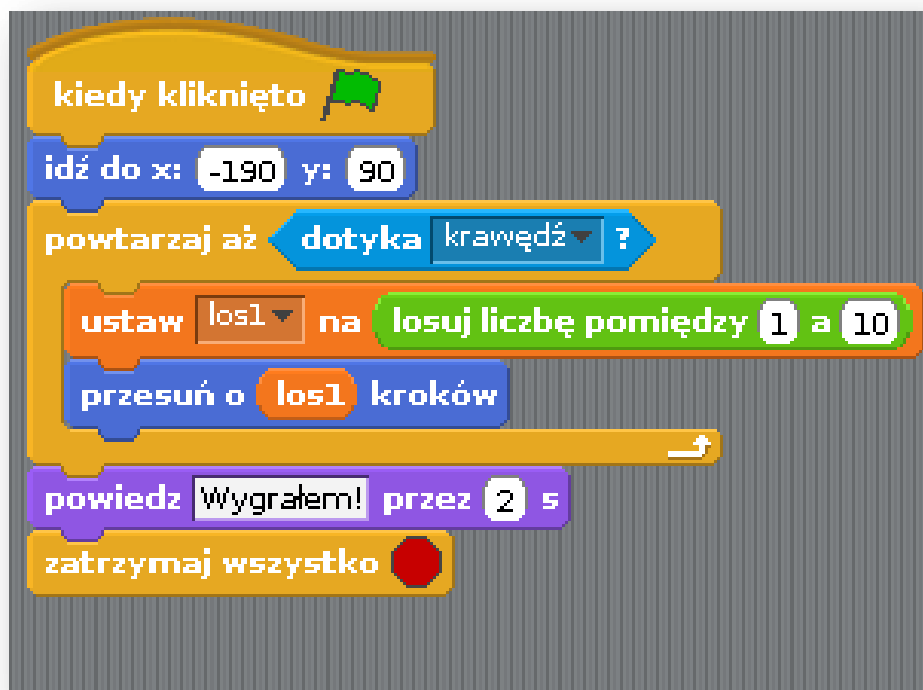 kiedy kliknięto
idź do x: -190 y: 90
powtarzaj aż dotyka krawędź ?
ustaw los1 na losuj liczbę pomiędzy 1 a 10
przesuń o los1 kroków
powiedz Wygrałem! przez 2 s
zatrzymaj wszystko